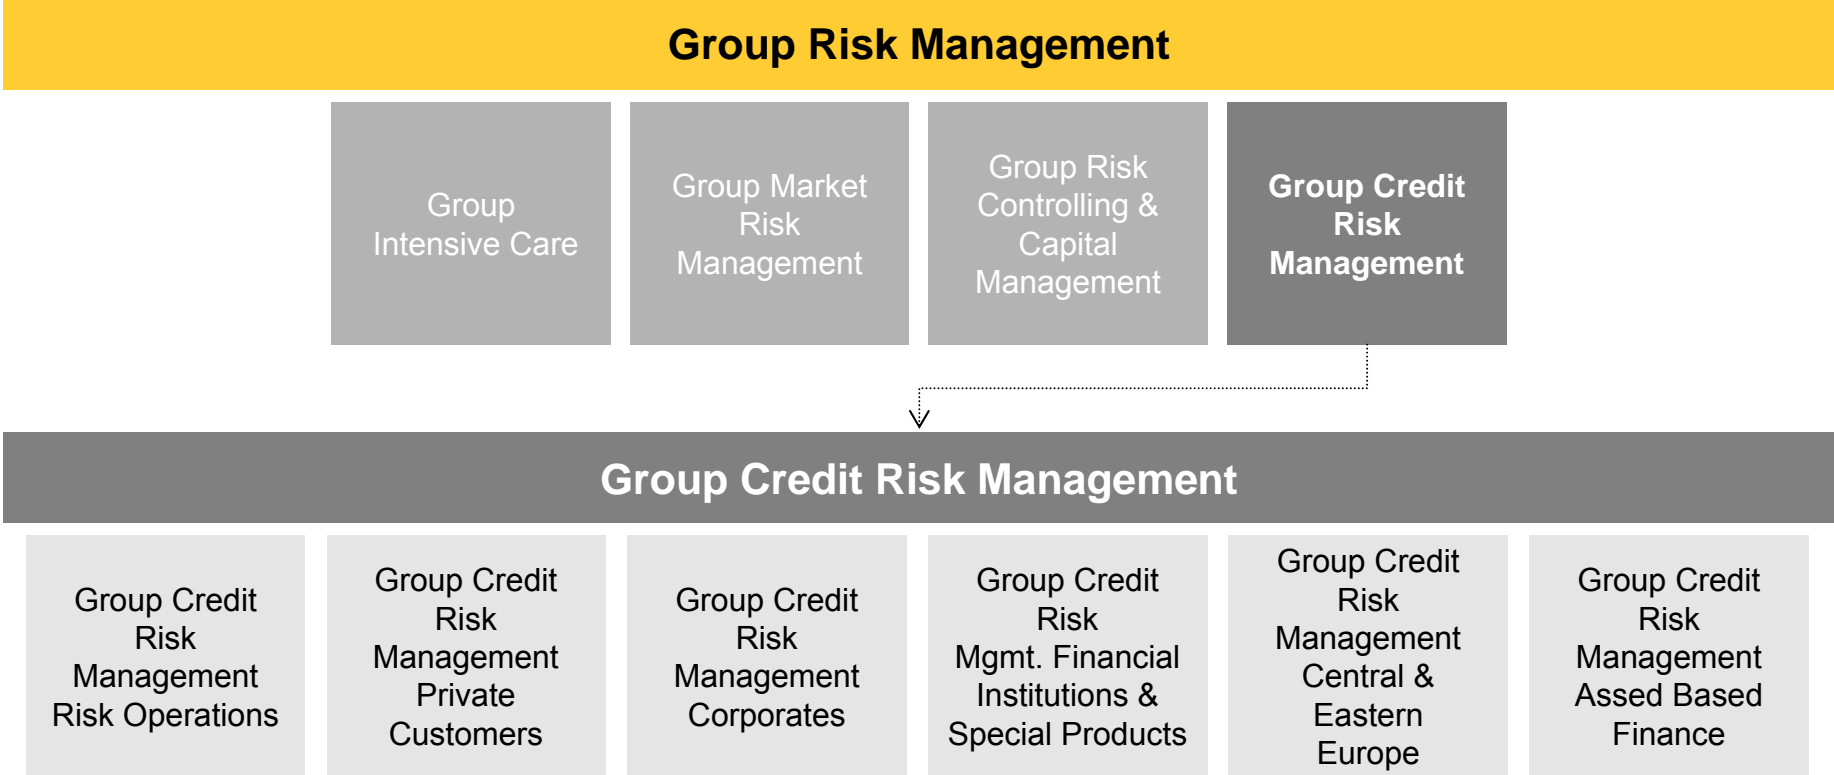 Group Risk Management
Group
Intensive Care
Group Market
Risk
Management
Group Risk
Controlling &
Capital
Management
Group Credit
Risk
Management
Group Credit Risk Management
Group Credit
Risk
Management
Risk Operations
Group Credit
Risk
Management
Private
Customers
Group Credit
Risk
Management
Corporates
Group Credit
Risk
Mgmt. Financial
Institutions &
Special Products
Group Credit
Risk
Management
Central &
Eastern
Europe
Group Credit
Risk
Management
Assed Based
Finance